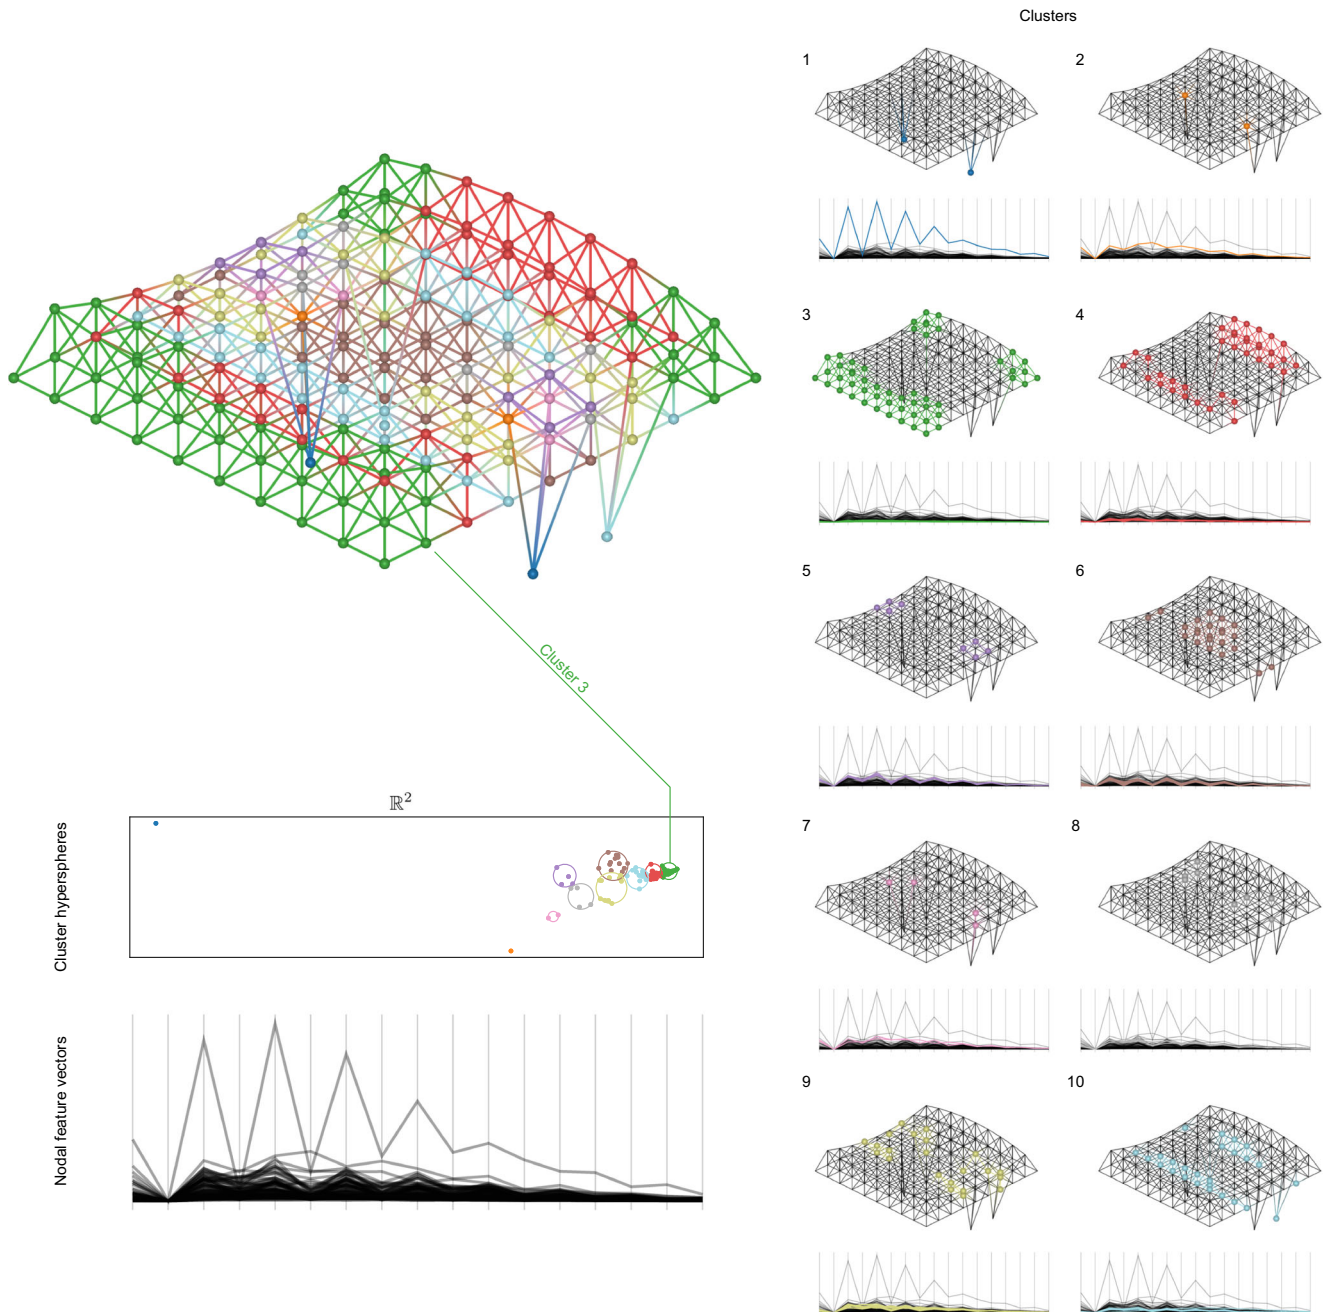 Clusters
1
2
3
4
5
6
7
8
9
10
Cluster 3
ℝ²
Cluster hyperspheres
Nodal feature vectors